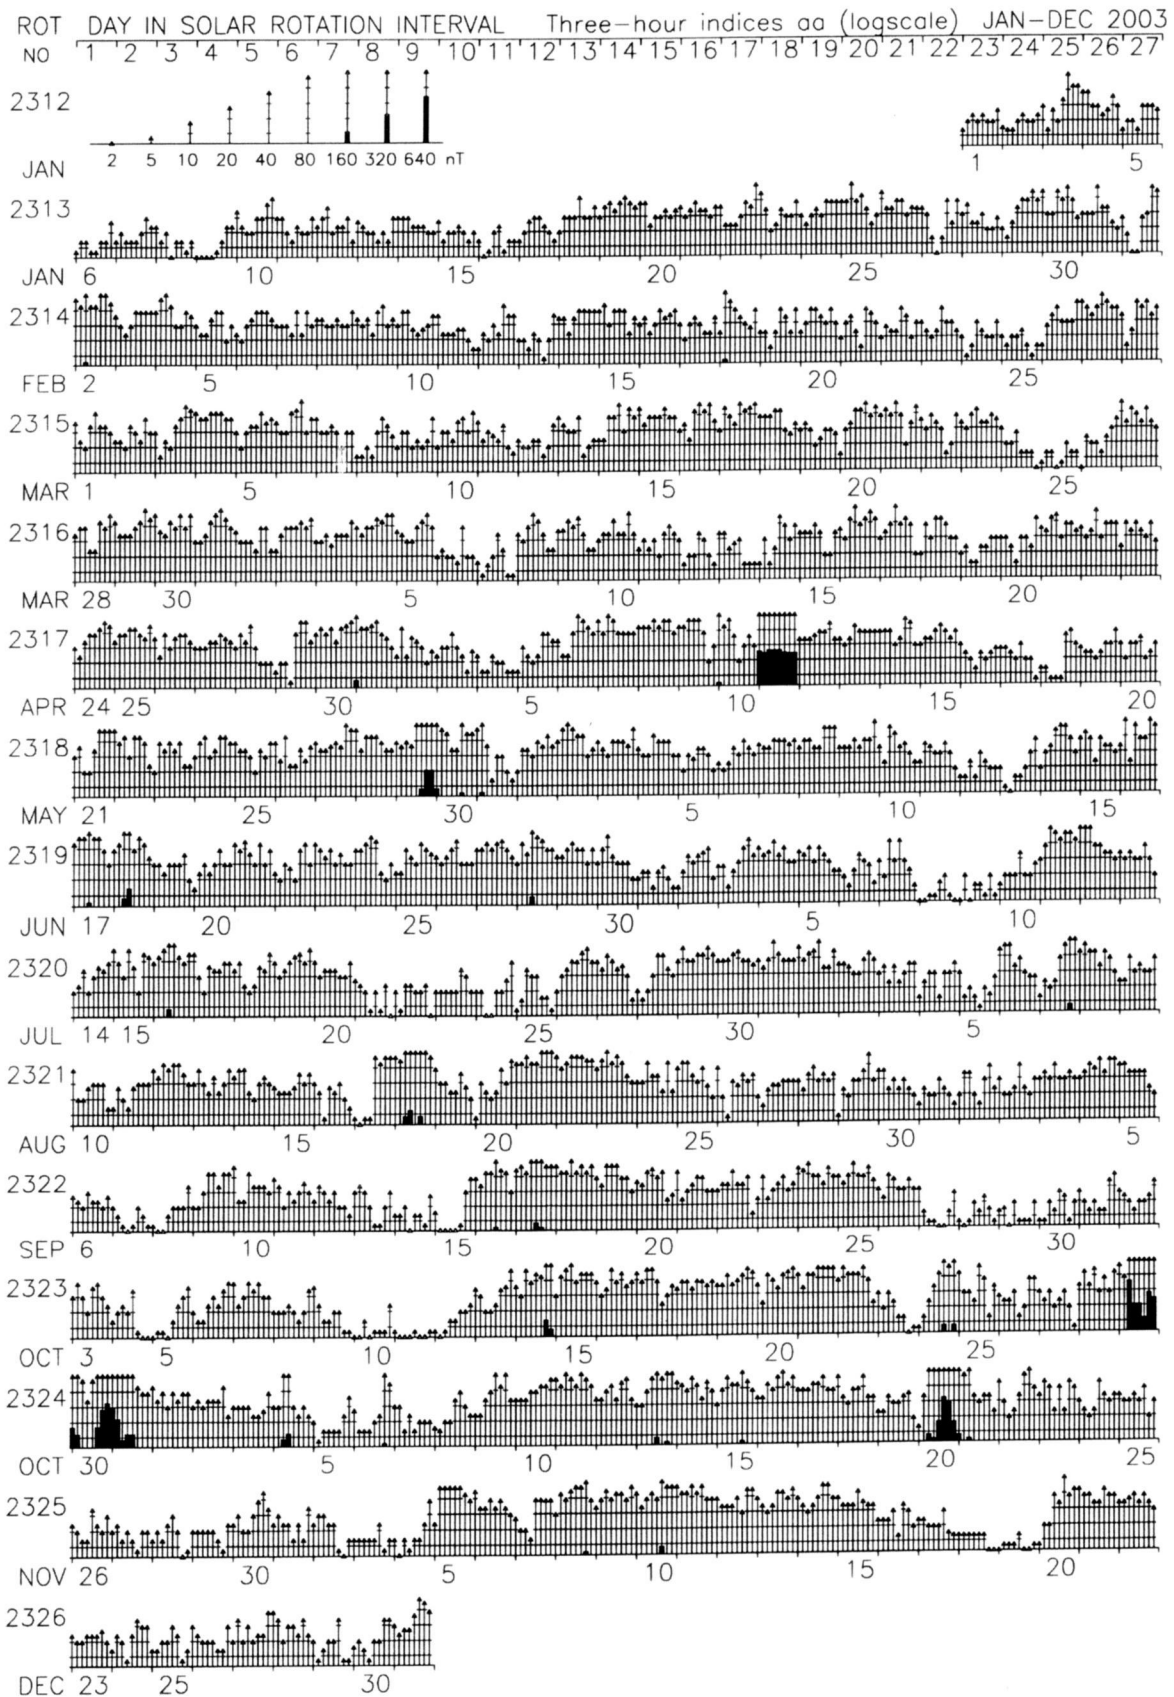 ROT DAY IN SOLAR ROTATION INTERVAL Three-hour indices aa (logscale) JAN-DEC 2003
NO 1 2 3 4 5 6 7 8 9 10 11 12 13 14 15 16 17 18 19 20 21 22 23 24 25 26 27
2312
2 5 10 20 40 80 160 320 640 nT 1 5
JAN
2313
JAN 6 10 15 20 25 30
2314
FEB 2 5 10 15 20 25
2315
MAR 1 5 10 15 20 25
2316
MAR 28 30 5 10 15 20
2317
APR 24 25 30 5 10 15 20
2318
MAY 21 25 30 5 10 15
2319
JUN 17 20 25 30 5 10
2320
JUL 14 15 20 25 30 5
2321
AUG 10 15 20 25 30 5
2322
SEP 6 10 15 20 25 30
2323
OCT 3 5 10 15 20 25
2324
OCT 30 5 10 15 20 25
2325
NOV 26 30 5 10 15 20
2326
DEC 23 25 30